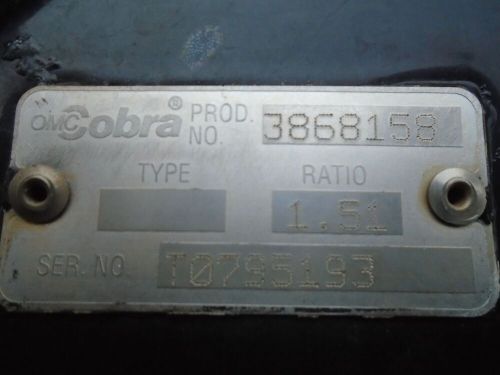 OMC Cobra® PROD. NO. 3868158
TYPE RATIO
1.51
SER. NO. T0795193